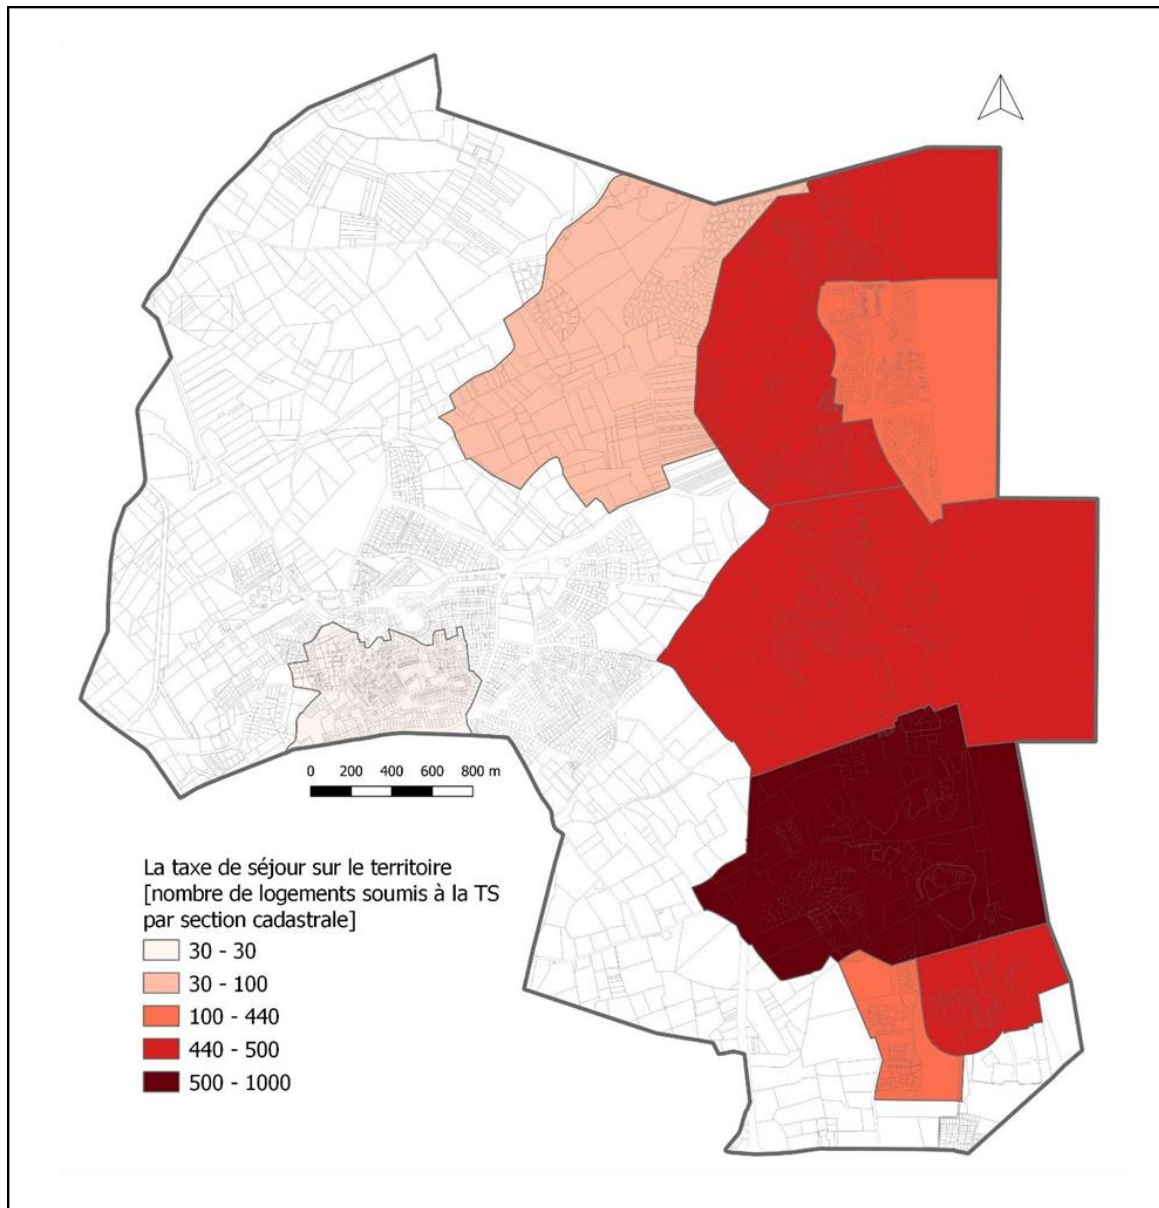 0 200 400 600 800 m
La taxe de séjour sur le territoire
[nombre de logements soumis à la TS
par section cadastrale]
30 - 30
30 - 100
100 - 440
440 - 500
500 - 1000